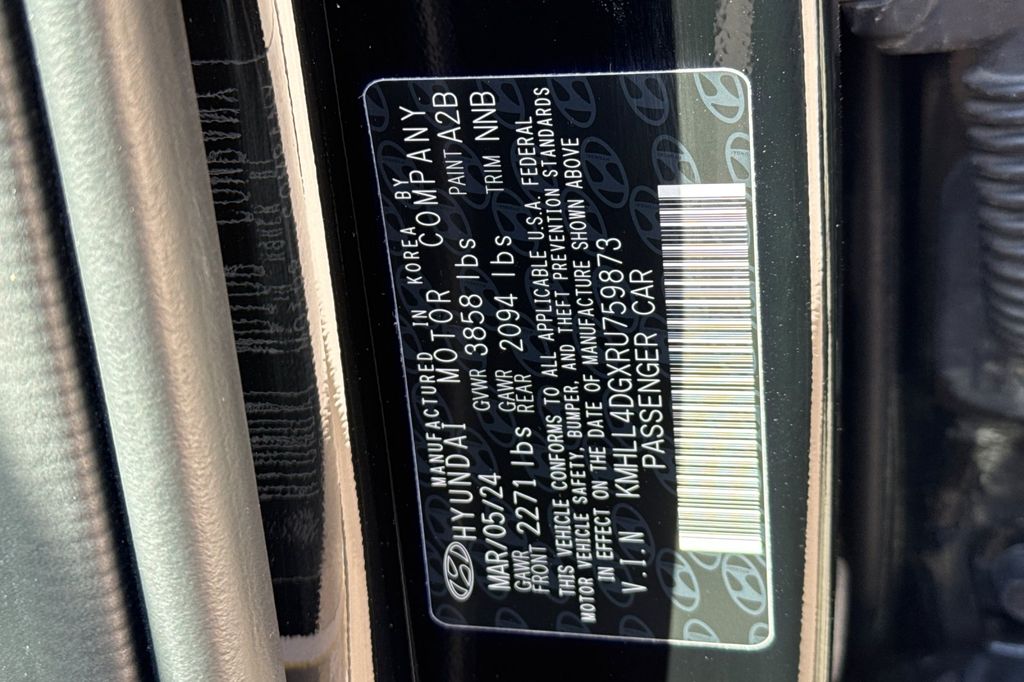 MANUFACTURED IN KOREA BY
HYUNDAI MOTOR COMPANY
MAR/05/24 GVWR 3858 lbs PAINT A2B
GAWR FRONT 2271 lbs GAWR REAR 2094 lbs TRIM NNB
THIS VEHICLE CONFORMS TO ALL APPLICABLE U.S.A. FEDERAL
MOTOR VEHICLE SAFETY, BUMPER, AND THEFT PREVENTION STANDARDS
IN EFFECT ON THE DATE OF MANUFACTURE SHOWN ABOVE
V.I.N KMHLL4DGXRU759873
PASSENGER CAR